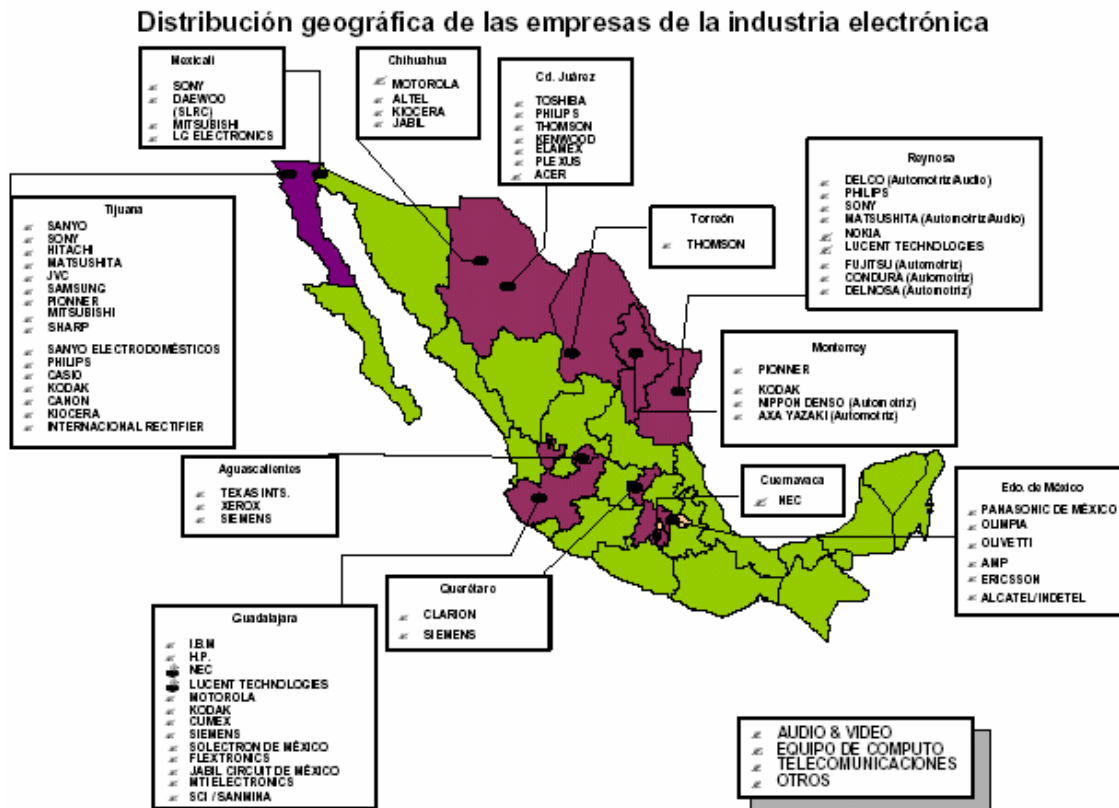 Distribución geográfica de las empresas de la industria electrónica
Mexicali
SONY
DAEWOO
(SLRC)
MITSUBISHI
LG ELECTRONICS
Chihuahua
MOTOROLA
ALTEL
KIOCERA
JABIL
Cd. Juárez
TOSHIBA
PHILIPS
THOMSON
KENWOOD
ELAMEX
PLEXUS
ACER
Reynosa
DELCO (Automotriz/Audio)
PHILIPS
SONY
MATSUSHITA (Automotriz/Audio)
NOKIA
LUCENT TECHNOLOGIES
FUJITSU (Automotriz)
CONDURA (Automotriz)
DELNOSA (Automotriz)
Torreón
THOMSON
Tijuana
SANYO
SONY
HITACHI
MATSUSHITA
JVC
SAMSUNG
PIONNER
MITSUBISHI
SHARP
SANYO ELECTRODOMÉSTICOS
PHILIPS
CASIO
KODAK
CANON
KIOCERA
INTERNACIONAL RECTIFIER
Monterrey
PIONNER
KODAK
NIPPON DENSO (Automotriz)
AXA YAZAKI (Automotriz)
Aguascalientes
TEXAS INTS.
XEROX
SIEMENS
Cuernavaca
NEC
Edo. de México
PANASONIC DE MÉXICO
OLIMPIA
OLIVETTI
AMP
ERICSSON
ALCATEL/INDETEL
Querétaro
CLARION
SIEMENS
Guadalajara
I.B.M
H.P.
NEC
LUCENT TECHNOLOGIES
MOTOROLA
KODAK
CUMEX
SIEMENS
SOLECTRON DE MÉXICO
FLEXTRONICS
JABIL CIRCUIT DE MÉXICO
MTI ELECTRONICS
SCI / SANMINA
AUDIO & VIDEO
EQUIPO DE COMPUTO
TELECOMUNICACIONES
OTROS